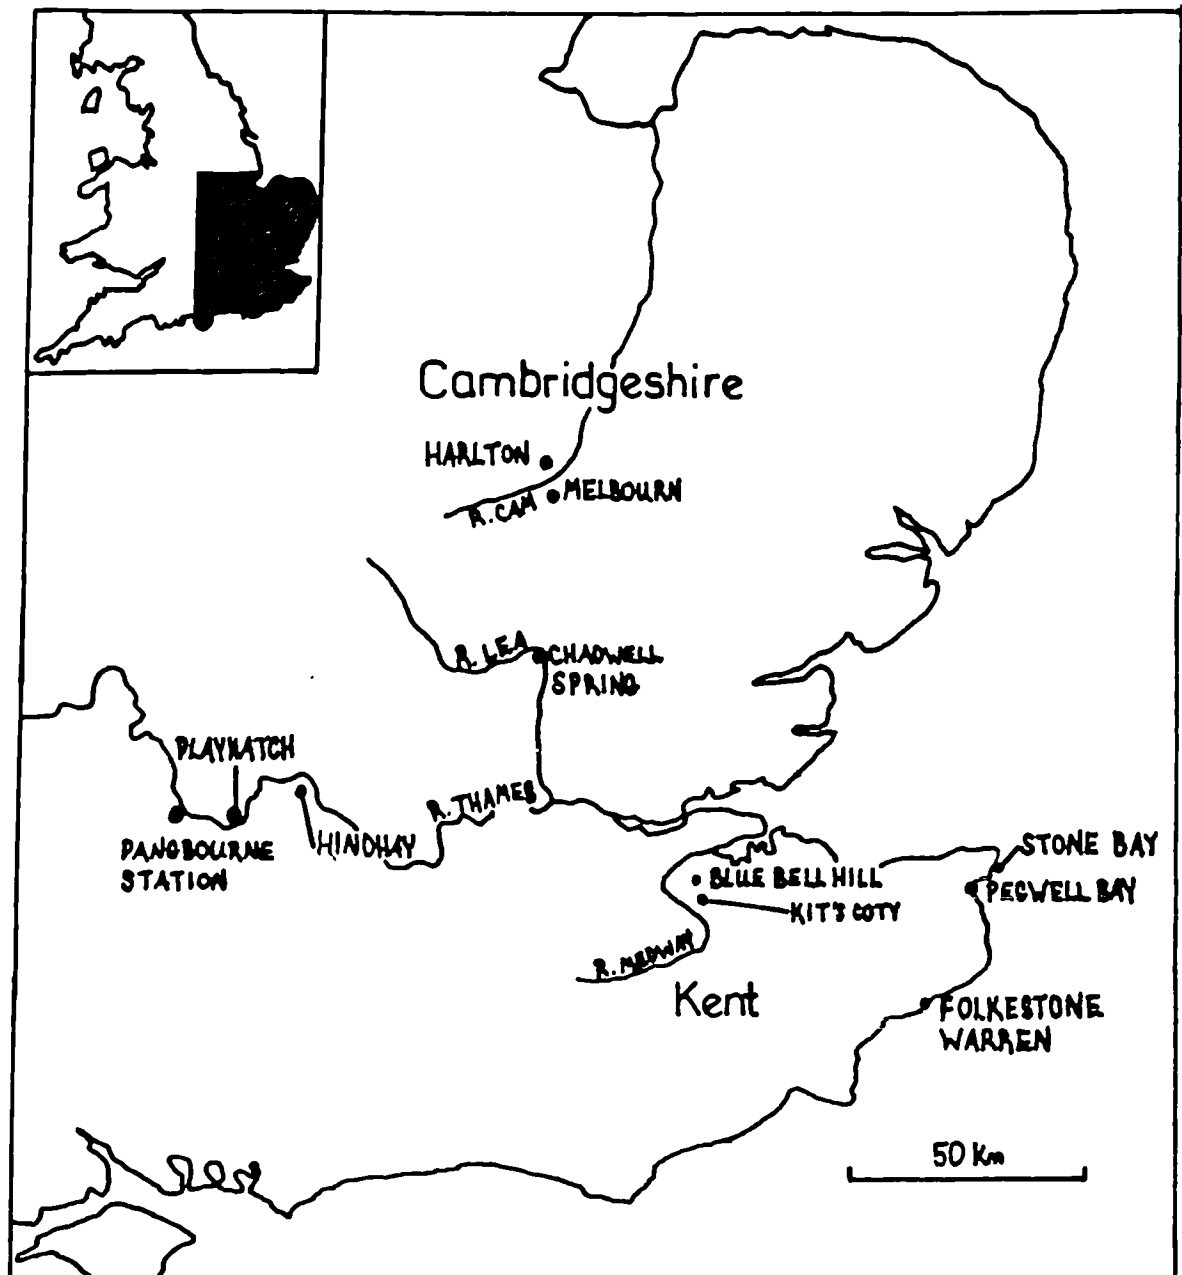 Cambridgeshire
HARLTON
MELBOURN
R. CAM
R. LEA
CHADWELL
SPRING
PLAYHATCH
R. THAMES
PANGBOURNE
STATION
HINDHAY
STONE BAY
BLUE BELL HILL
PEGWELL BAY
KIT'S COTY
R. MEDWAY
Kent
FOLKESTONE
WARREN
50 Km